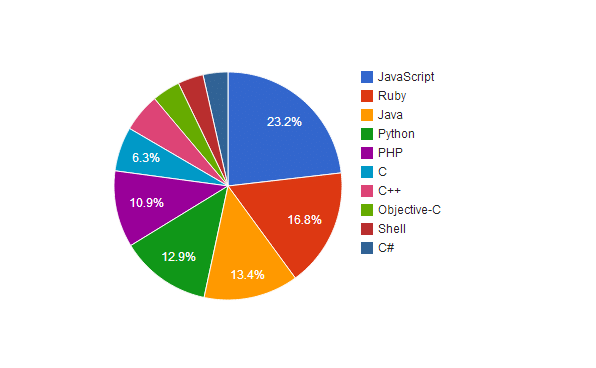 23.2%
16.8%
13.4%
12.9%
10.9%
6.3%
JavaScript
Ruby
Java
Python
PHP
C
C++
Objective-C
Shell
C#